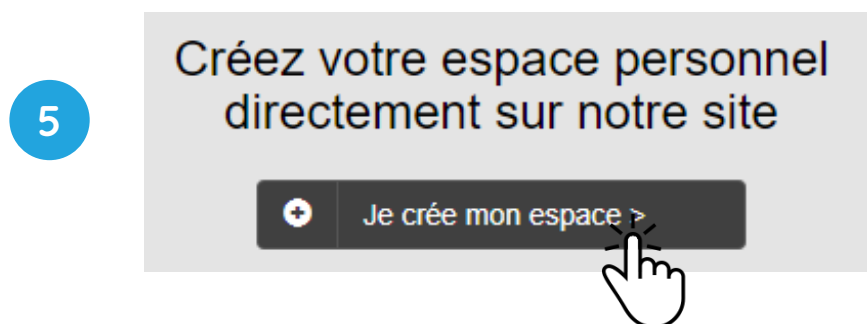 5
Créez votre espace personnel
directement sur notre site
Je crée mon espace >